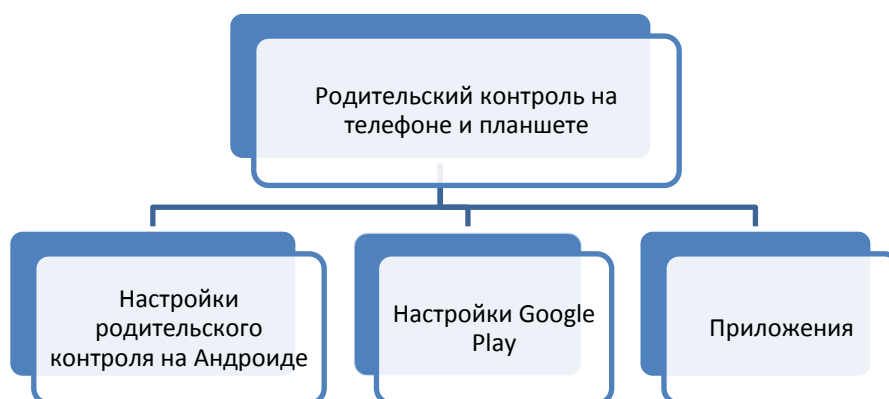 Родительский контроль на
телефоне и планшете
Настройки
родительского
контроля на Андроиде
Настройки Google
Play
Приложения